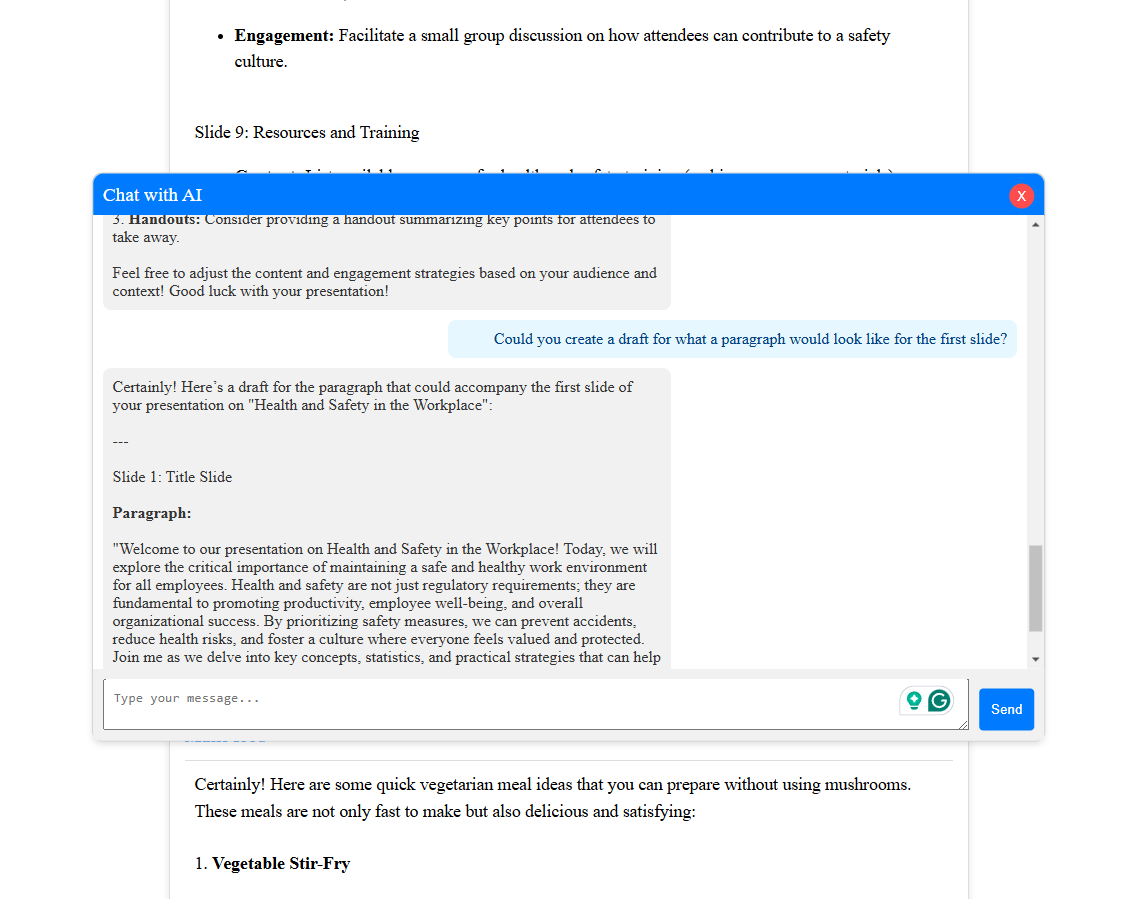 • Engagement: Facilitate a small group discussion on how attendees can contribute to a safety
culture.
Slide 9: Resources and Training
Chat with AI
X
3. Handouts: Consider providing a handout summarizing key points for attendees to
take away.
Feel free to adjust the content and engagement strategies based on your audience and
context! Good luck with your presentation!
Could you create a draft for what a paragraph would look like for the first slide?
Certainly! Here’s a draft for the paragraph that could accompany the first slide of
your presentation on "Health and Safety in the Workplace":
---
Slide 1: Title Slide
Paragraph:
"Welcome to our presentation on Health and Safety in the Workplace! Today, we will
explore the critical importance of maintaining a safe and healthy work environment
for all employees. Health and safety are not just regulatory requirements; they are
fundamental to promoting productivity, employee well-being, and overall
organizational success. By prioritizing safety measures, we can prevent accidents,
reduce health risks, and foster a culture where everyone feels valued and protected.
Join me as we delve into key concepts, statistics, and practical strategies that can help
Type your message...
Send
Certainly! Here are some quick vegetarian meal ideas that you can prepare without using mushrooms.
These meals are not only fast to make but also delicious and satisfying:
1. Vegetable Stir-Fry